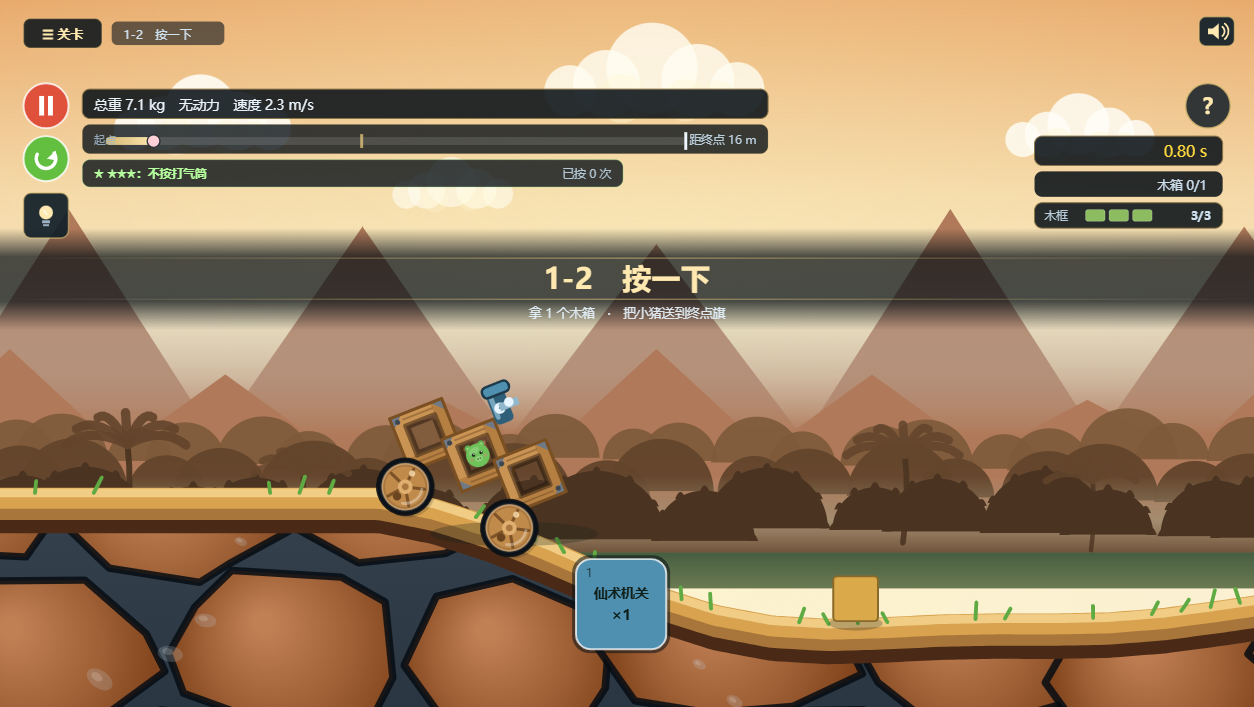 ☰ 关卡
1-2 按一下
总重 7.1 kg 无动力 速度 2.3 m/s
起点
距终点 16 m
★ ★★★: 不按打气筒
已按 0 次
?
0.80 s
木箱 0/1
木框
3/3
1-2 按一下
拿 1 个木箱 · 把小猪送到终点旗
1
仙术机关
×1